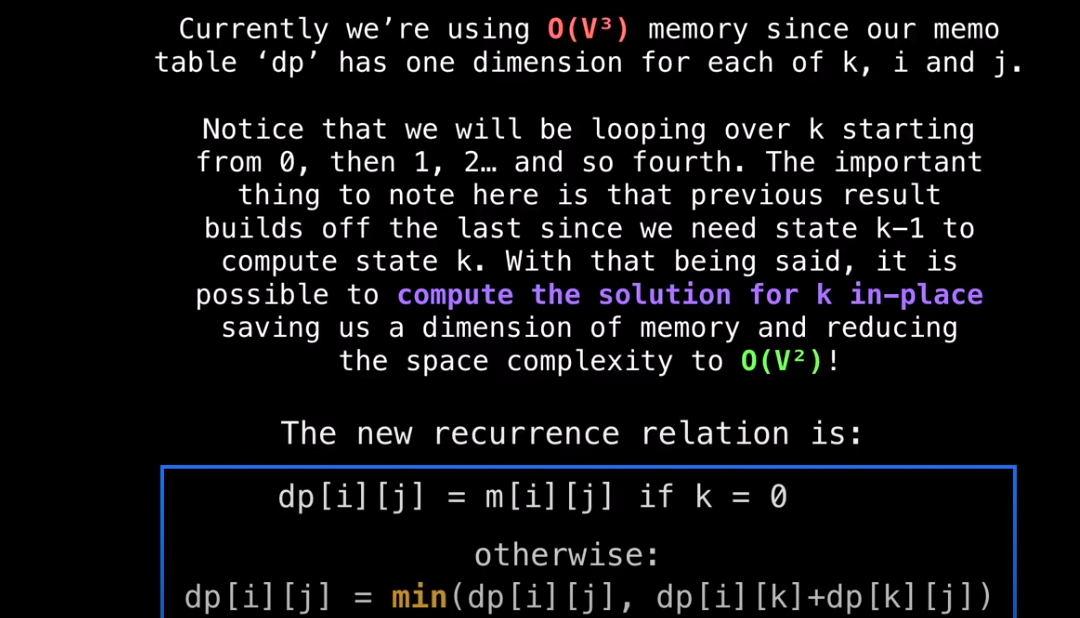 Currently we’re using O(V³) memory since our memo
table ‘dp’ has one dimension for each of k, i and j.
Notice that we will be looping over k starting
from 0, then 1, 2… and so fourth. The important
thing to note here is that previous result
builds off the last since we need state k-1 to
compute state k. With that being said, it is
possible to compute the solution for k in-place
saving us a dimension of memory and reducing
the space complexity to O(V²)!
The new recurrence relation is:
dp[i][j] = m[i][j] if k = 0
otherwise:
dp[i][j] = min(dp[i][j], dp[i][k]+dp[k][j])